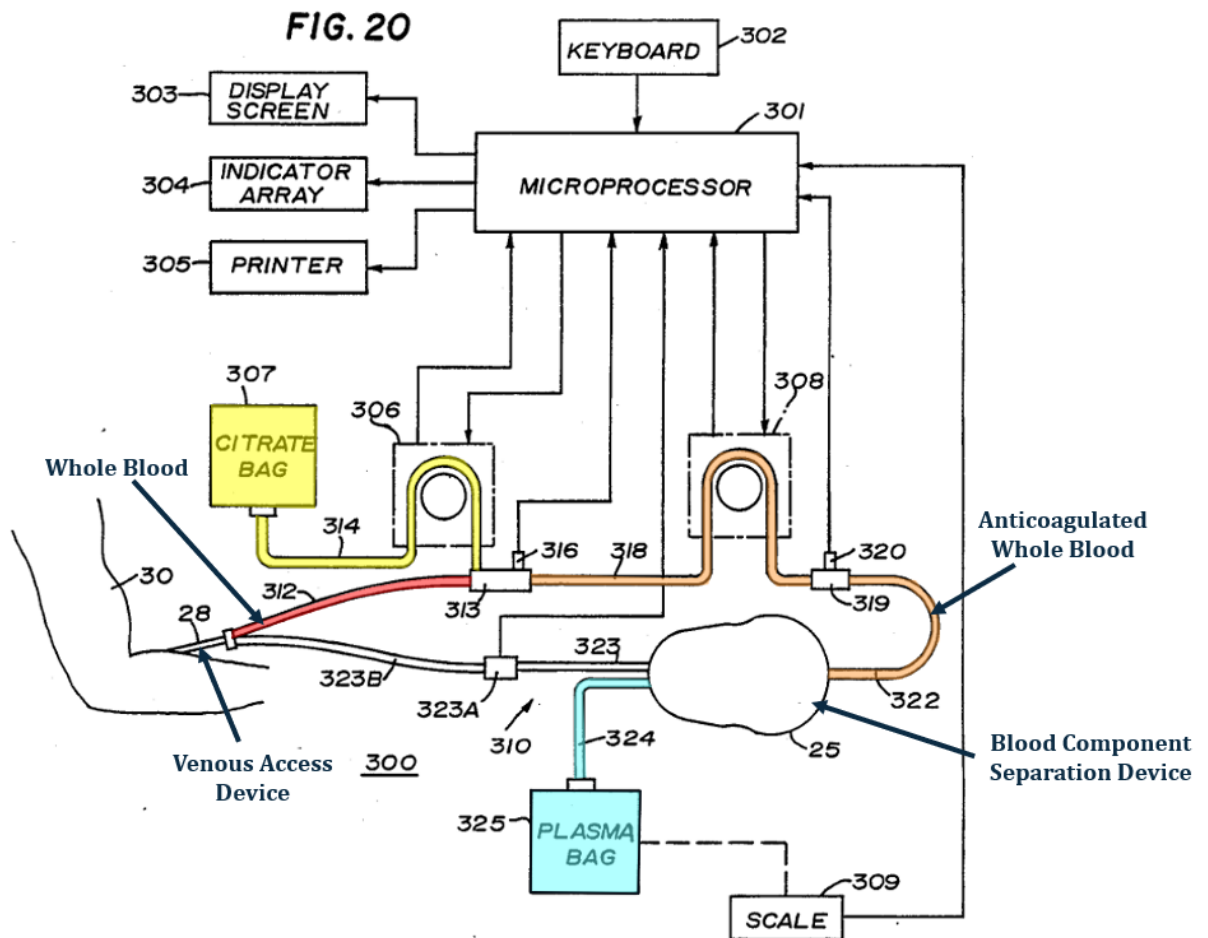 FIG. 20
KEYBOARD
302
303
DISPLAY
SCREEN
301
304
INDICATOR
ARRAY
MICROPROCESSOR
305
PRINTER
307
306
308
CITRATE
BAG
Whole Blood
314
316
318
320
Anticoagulated
Whole Blood
30
312
313
319
28
323
323B
323A
322
310
324
25
Venous Access
Device
300
Blood Component
Separation Device
325
PLASMA
BAG
309
SCALE